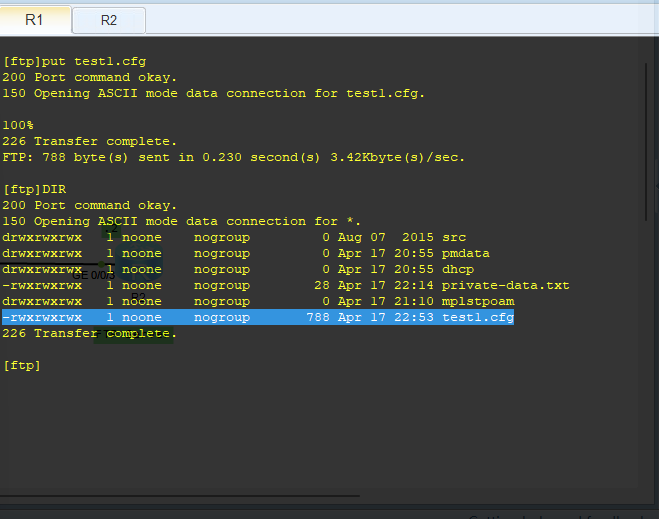 R1 R2
[ftp]put test1.cfg
200 Port command okay.
150 Opening ASCII mode data connection for test1.cfg.
100%
226 Transfer complete.
FTP: 788 byte(s) sent in 0.230 second(s) 3.42Kbyte(s)/sec.
[ftp]DIR
200 Port command okay.
150 Opening ASCII mode data connection for *.
drwxrwxrwx 1 noone nogroup 0 Aug 07 2015 src
drwxrwxrwx 1 noone nogroup 0 Apr 17 20:55 pmdata
drwxrwxrwx 1 noone nogroup 0 Apr 17 20:55 dhcp
GE 0/0/3
-rwxrwxrwx 1 noone nogroup 28 Apr 17 22:14 private-data.txt
drwxrwxrwx 1 noone nogroup 0 Apr 17 21:10 mplstpoam
-rwxrwxrwx 1 noone nogroup 788 Apr 17 22:53 test1.cfg
226 Transfer complete.
[ftp]